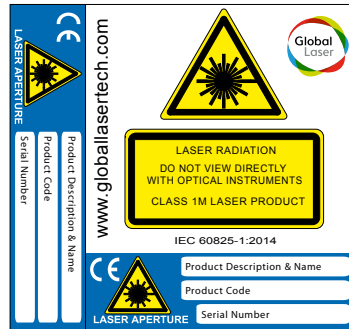 CE
LASER APERTURE
Product Description & Name
Product Code
Serial Number
www.globallasertech.com
Global
Laser
LASER RADIATION
DO NOT VIEW DIRECTLY
WITH OPTICAL INSTRUMENTS
CLASS 1M LASER PRODUCT
IEC 60825-1:2014
CE
LASER APERTURE
Product Description & Name
Product Code
Serial Number